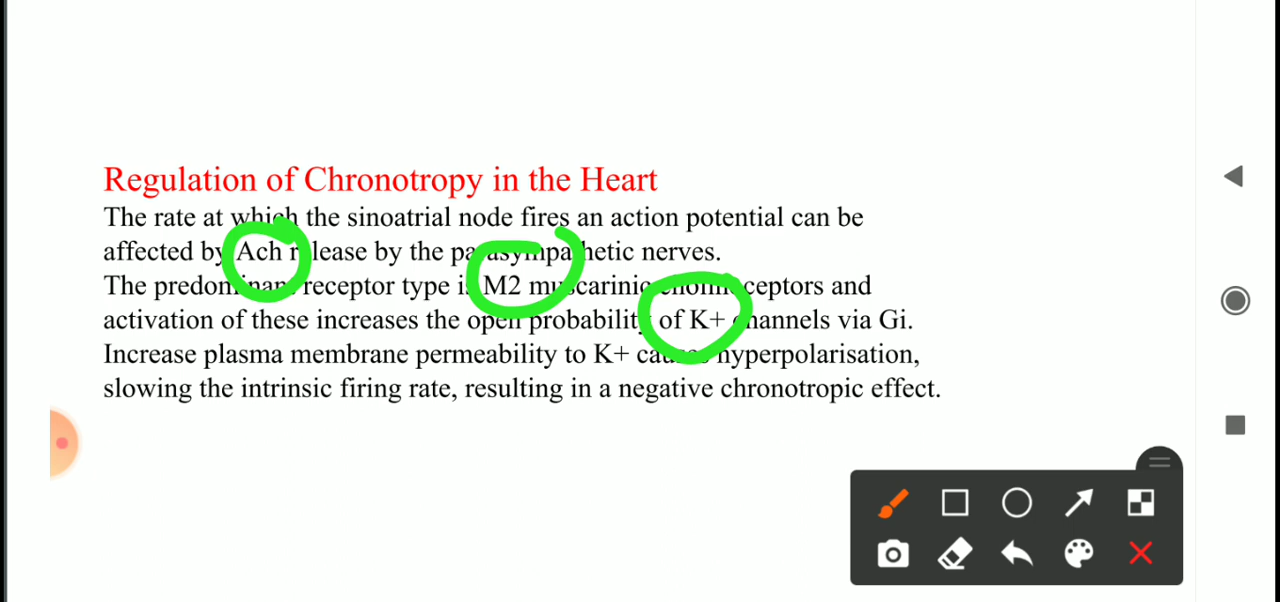 Regulation of Chronotropy in the Heart
The rate at which the sinoatrial node fires an action potential can be
affected by Ach release by the parasympathetic nerves.
The predominant receptor type is M2 muscarinic cholinoceptors and
activation of these increases the open probability of K+ channels via Gi.
Increase plasma membrane permeability to K+ causes hyperpolarisation,
slowing the intrinsic firing rate, resulting in a negative chronotropic effect.